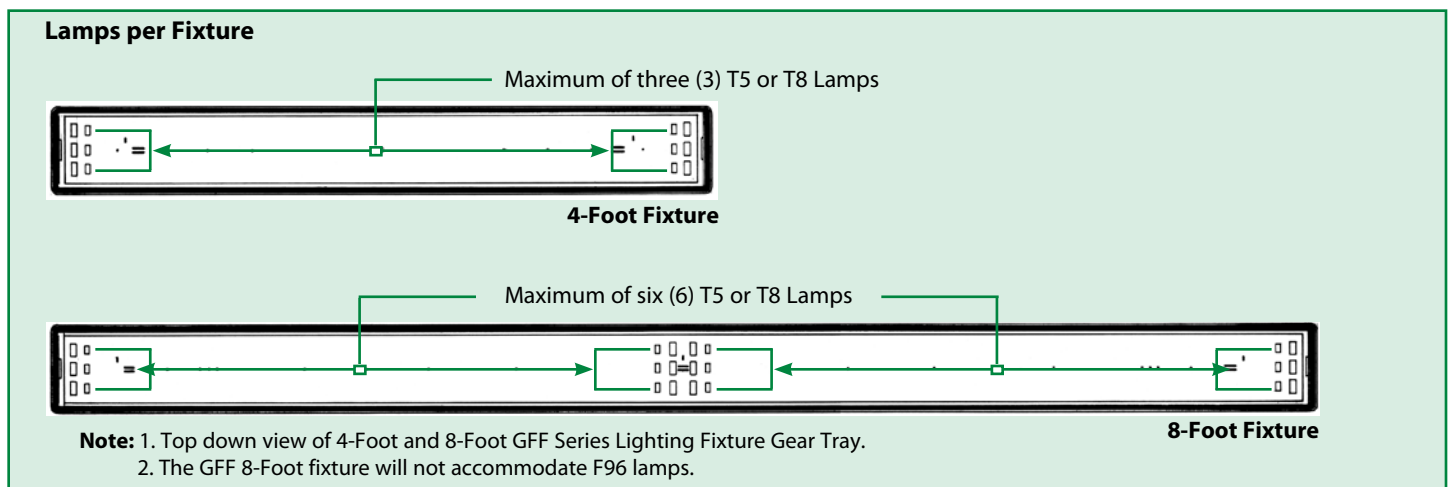 Lamps per Fixture
Maximum of three (3) T5 or T8 Lamps
4-Foot Fixture
Maximum of six (6) T5 or T8 Lamps
8-Foot Fixture
Note: 1. Top down view of 4-Foot and 8-Foot GFF Series Lighting Fixture Gear Tray.
2. The GFF 8-Foot fixture will not accommodate F96 lamps.